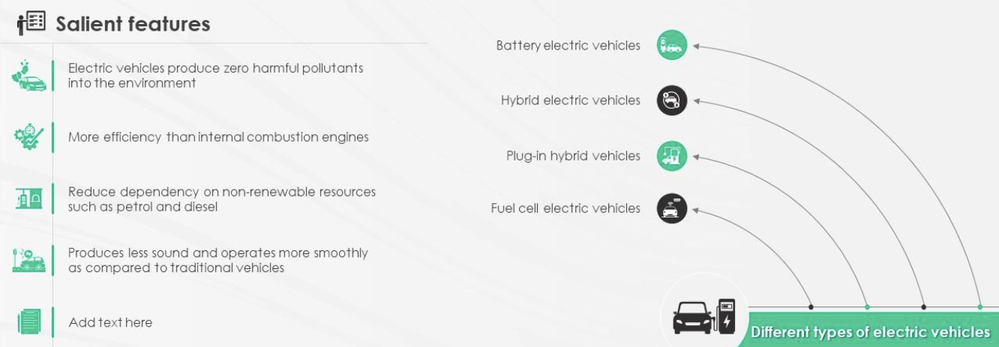 Salient features
Electric vehicles produce zero harmful pollutants
into the environment
More efficiency than internal combustion engines
Reduce dependency on non-renewable resources
such as petrol and diesel
Produces less sound and operates more smoothly
as compared to traditional vehicles
Add text here
Battery electric vehicles
Hybrid electric vehicles
Plug-in hybrid vehicles
Fuel cell electric vehicles
Different types of electric vehicles